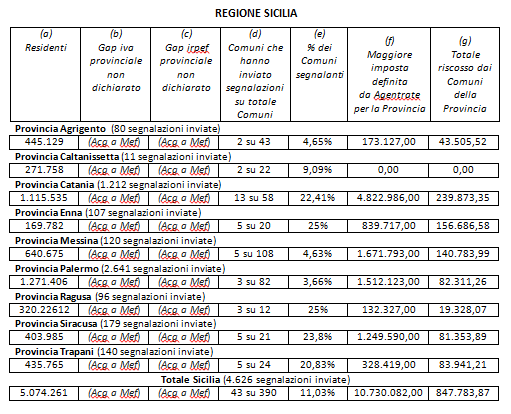 REGIONE SICILIA
(a) Residenti
(b) Gap iva provinciale non dichiarato
(c) Gap irpef provinciale non dichiarato
(d) Comuni che hanno inviato segnalazioni su totale Comuni
(e) % dei Comuni segnalanti
(f) Maggiore imposta definita da Agentrate per la Provincia
(g) Totale riscosso dai Comuni della Provincia
Provincia Agrigento (80 segnalazioni inviate)
445.129 (Acq. a Mef) (Acq. a Mef) 2 su 43 4,65% 173.127,00 43.505,52
Provincia Caltanissetta (11 segnalazioni inviate)
271.758 (Acq. a Mef) (Acq. a Mef) 2 su 22 9,09% 0,00 0,00
Provincia Catania (1.212 segnalazioni inviate)
1.115.535 (Acq. a Mef) (Acq. a Mef) 13 su 58 22,41% 4.822.986,00 239.873,35
Provincia Enna (107 segnalazioni inviate)
169.782 (Acq. a Mef) (Acq. a Mef) 5 su 20 25% 839.717,00 156.686,58
Provincia Messina (120 segnalazioni inviate)
640.675 (Acq. a Mef) (Acq. a Mef) 5 su 108 4,63% 1.671.793,00 140.783,99
Provincia Palermo (2.641 segnalazioni inviate)
1.271.406 (Acq. a Mef) (Acq. a Mef) 3 su 82 3,66% 1.512.123,00 82.311,26
Provincia Ragusa (96 segnalazioni inviate)
320.22612 (Acq. a Mef) (Acq. a Mef) 3 su 12 25% 132.327,00 19.328,07
Provincia Siracusa (179 segnalazioni inviate)
403.985 (Acq. a Mef) (Acq. a Mef) 5 su 21 23,8% 1.249.590,00 81.353,89
Provincia Trapani (140 segnalazioni inviate)
435.765 (Acq. a Mef) (Acq. a Mef) 5 su 24 20,83% 328.419,00 83.941,21
Totale Sicilia (4.626 segnalazioni inviate)
5.074.261 (Acq. a Mef) (Acq. a Mef) 43 su 390 11,03% 10.730.082,00 847.783,87